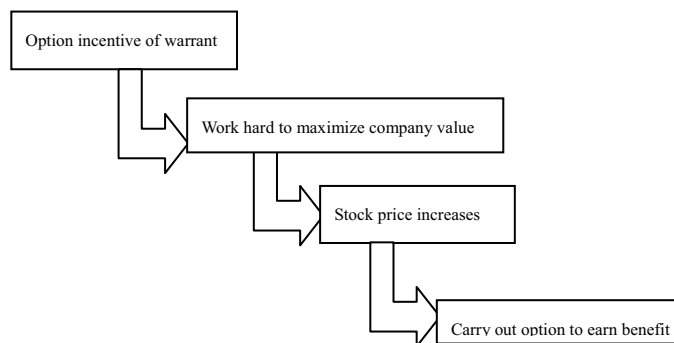 Option incentive of warrant
Work hard to maximize company value
Stock price increases
Carry out option to earn benefit